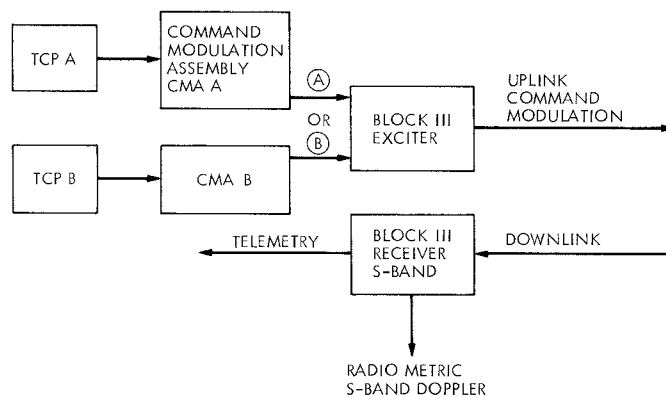 TCP A
COMMAND
MODULATION
ASSEMBLY
CMA A
A
OR
B
BLOCK III
EXCITER
UPLINK
COMMAND
MODULATION
TCP B
CMA B
TELEMETRY
BLOCK III
RECEIVER
S-BAND
DOWNLINK
RADIO METRIC
S-BAND DOPPLER